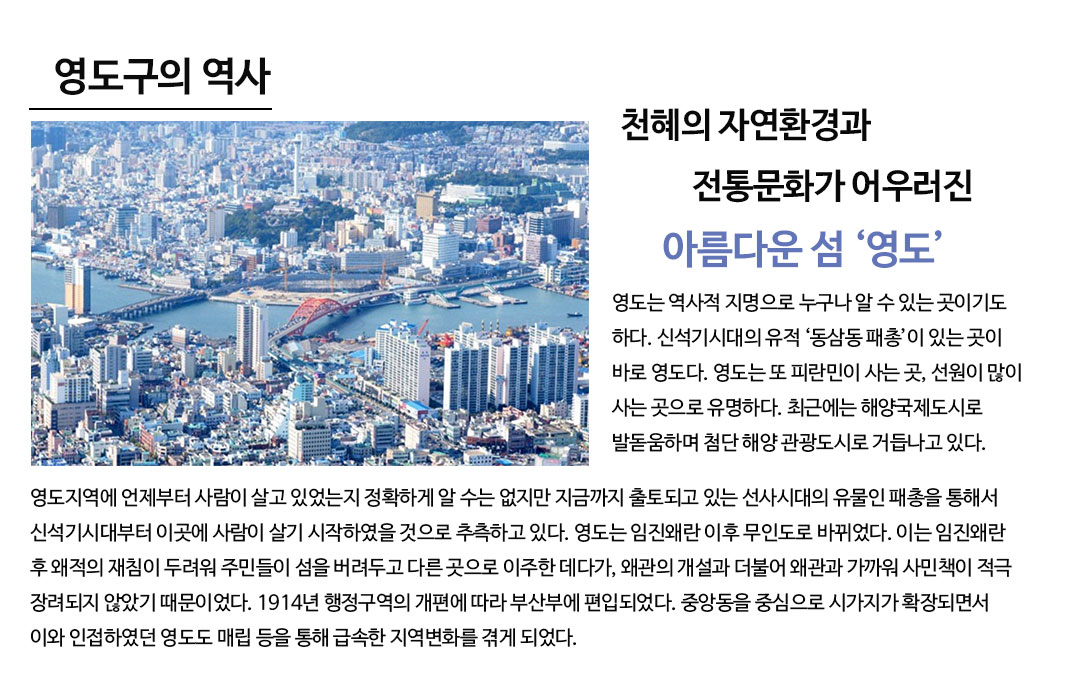 영도구의 역사
천혜의 자연환경과
전통문화가 어우러진
아름다운 섬 ‘영도’
영도는 역사적 지명으로 누구나 알 수 있는 곳이기도
하다. 신석기시대의 유적 ‘동삼동 패총’이 있는 곳이
바로 영도다. 영도는 또 피란민이 사는 곳, 선원이 많이
사는 곳으로 유명하다. 최근에는 해양국제도시로
발돋움하며 첨단 해양 관광도시로 거듭나고 있다.
영도지역에 언제부터 사람이 살고 있었는지 정확하게 알 수는 없지만 지금까지 출토되고 있는 선사시대의 유물인 패총을 통해서
신석기시대부터 이곳에 사람이 살기 시작하였을 것으로 추측하고 있다. 영도는 임진왜란 이후 무인도로 바뀌었다. 이는 임진왜란
후 왜적의 재침이 두려워 주민들이 섬을 버려두고 다른 곳으로 이주한 데다가, 왜관의 개설과 더불어 왜관과 가까워 사민책이 적극
장려되지 않았기 때문이었다. 1914년 행정구역의 개편에 따라 부산부에 편입되었다. 중앙동을 중심으로 시가지가 확장되면서
이와 인접하였던 영도도 매립 등을 통해 급속한 지역변화를 겪게 되었다.